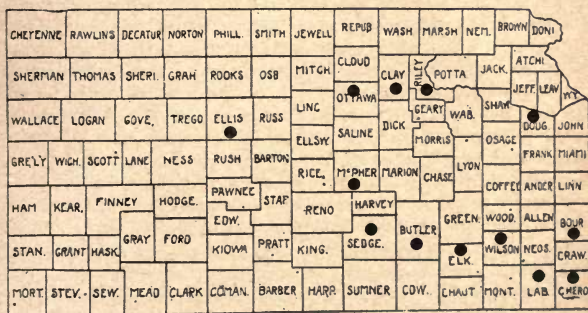 CHEYENNE RAWLINS DECATUR NORTON PHILL. SMITH JEWELL REPUB WASH. MARSH NEM. BROWN DONI
SHERMAN THOMAS SHERI. GRAH ROOKS OSB MITCH CLOUD CLAY RILEY POTTA. JACK. ATCHI. JEFF. LEAV. WY.
WALLACE LOGAN GOVE, TREGO ELLIS RUSS LINC OTTAWA DICK GEARY WAB. SHAW DOUG. JOHN
GRE'LY WICH. SCOTT LANE NESS RUSH BARTON ELLSW. SALINE MORRIS OSAGE FRANK. MIAMI
RICE. McPHER MARION CHASE LYON COFFEE ANDER LINN
HAM KEAR. FINNEY HODGE. PAWNEE STAF. RENO HARVEY
GRAY FORD EDW. SEDGE. BUTLER GREEN. WOOD. ALLEN BOUR
STAN. GRANT HASK. KIOWA PRATT KING. ELK. WILSON NEOS. CRAW.
MORT. STEV. SEW. MEAD CLARK COMAN. BARBER HARP. SUMNER COW. CHAUT MONT. LAB. CHERO